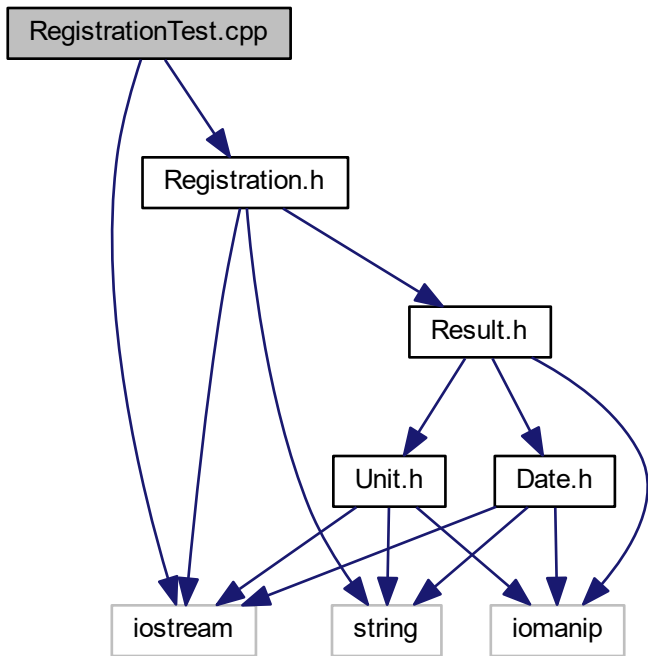 RegistrationTest.cpp
Registration.h
Result.h
Unit.h
Date.h
iostream
string
iomanip